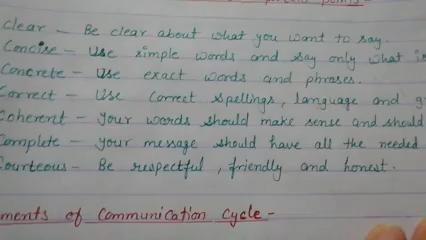 points-
Clear - Be clear about what you want to say.
Concise - Use simple words and say only what is
Concrete - Use exact words and phrases.
Correct - Use correct spellings, language and g
Coherent - your words should make sense and should
Complete - your message should have all the needed
Courteous - Be respectful, friendly and honest.
ments of Communication Cycle-